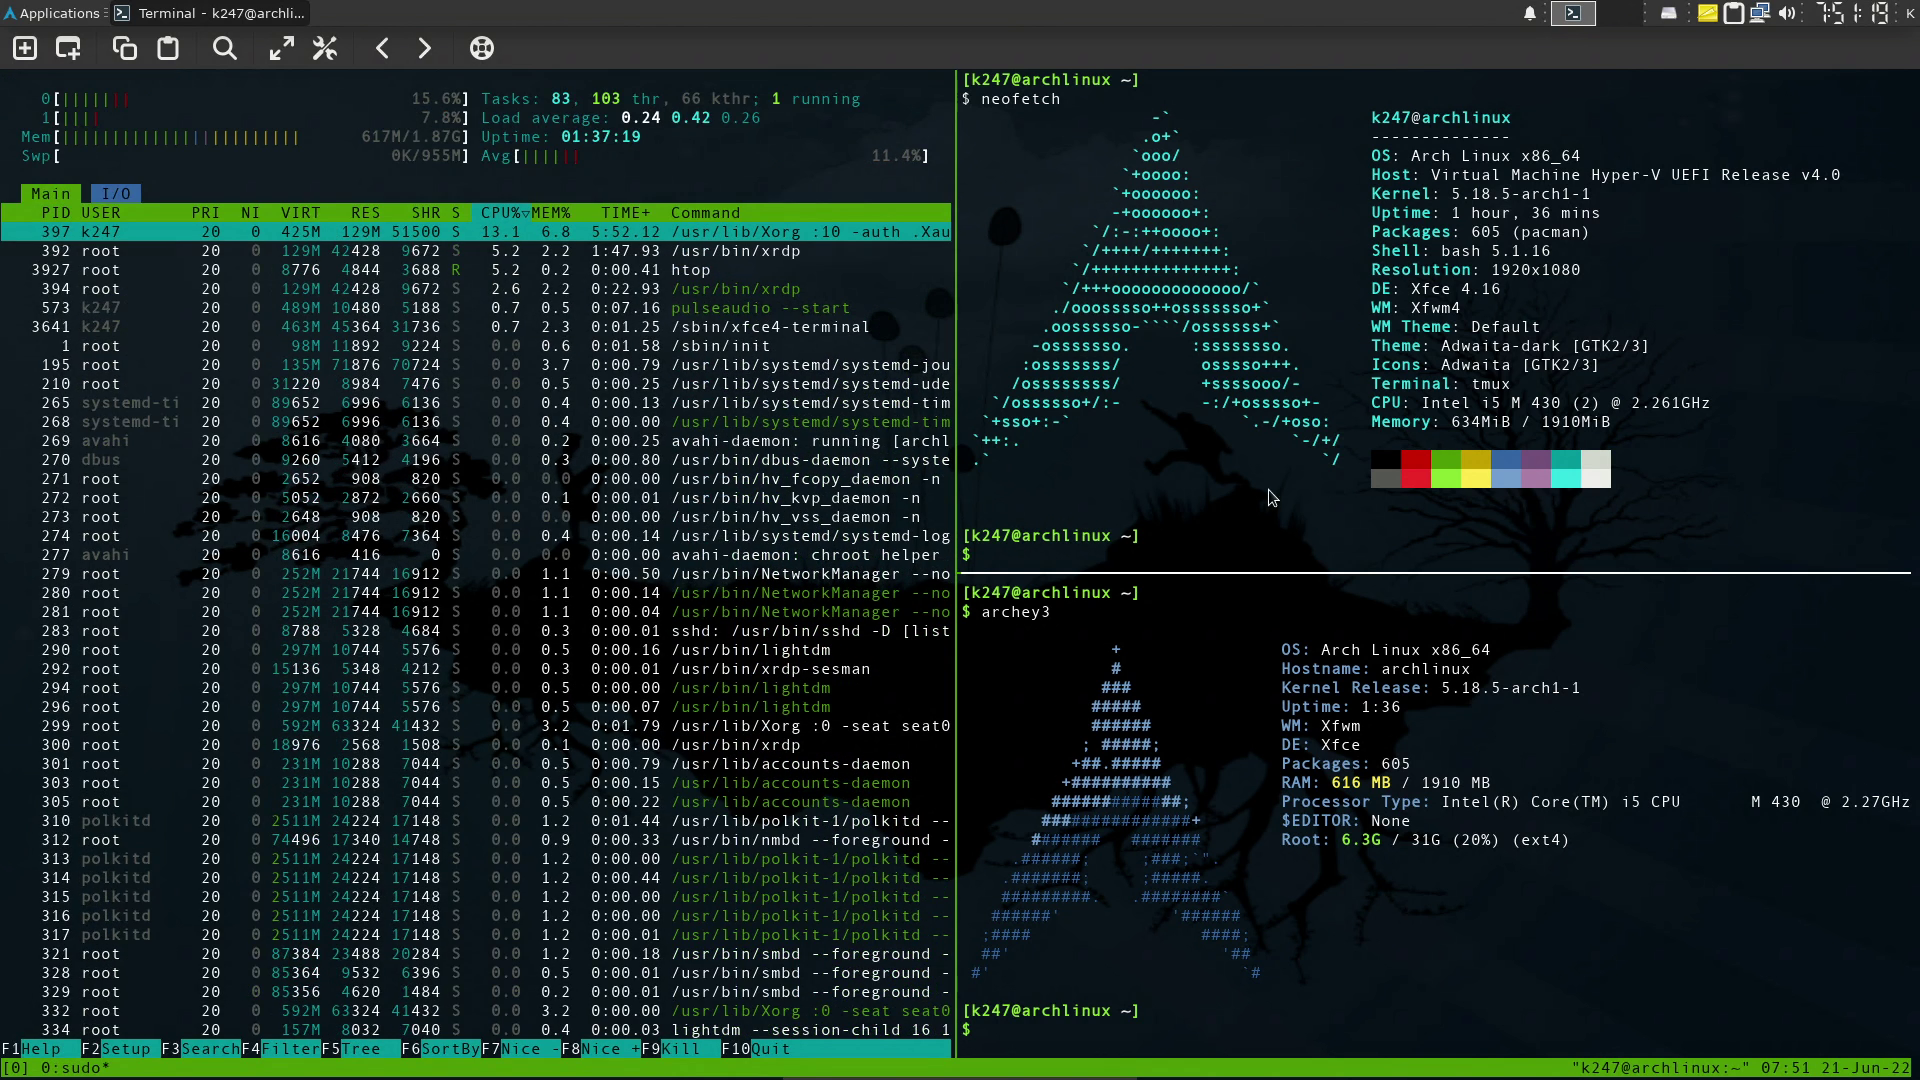 Applications
Terminal - k247@archli...
7:51:19
K
0[|||||||                             15.6%] Tasks: 83, 103 thr, 66 kthr; 1 running
1[||||                                 7.8%] Load average: 0.24 0.42 0.26
Mem[||||||||||||||||||||||||      617M/1.87G] Uptime: 01:37:19
Swp[                                0K/955M] Avg[||||||                             11.4%]
Main I/O
PID USER PRI NI VIRT RES SHR S CPU%▽MEM% TIME+ Command
397 k247 20 0 425M 129M 51500 S 13.1 6.8 5:52.12 /usr/lib/Xorg :10 -auth .Xau
392 root 20 0 129M 42428 9672 S 5.2 2.2 1:47.93 /usr/bin/xrdp
3927 root 20 0 8776 4844 3688 R 5.2 0.2 0:00.41 htop
394 root 20 0 129M 42428 9672 S 2.6 2.2 0:22.93 /usr/bin/xrdp
573 k247 20 0 489M 10480 5188 S 0.7 0.5 0:07.16 pulseaudio --start
3641 k247 20 0 463M 45364 31736 S 0.7 2.3 0:01.25 /sbin/xfce4-terminal
1 root 20 0 98M 11892 9224 S 0.0 0.6 0:01.58 /sbin/init
195 root 20 0 135M 71876 70724 S 0.0 3.7 0:00.79 /usr/lib/systemd/systemd-jou
210 root 20 0 31220 8984 7476 S 0.0 0.5 0:00.25 /usr/lib/systemd/systemd-ude
265 systemd-ti 20 0 89652 6996 6136 S 0.0 0.4 0:00.13 /usr/lib/systemd/systemd-tim
268 systemd-ti 20 0 89652 6996 6136 S 0.0 0.4 0:00.00 /usr/lib/systemd/systemd-tim
269 avahi 20 0 8616 4080 3664 S 0.0 0.2 0:00.25 avahi-daemon: running [archl
270 dbus 20 0 9260 5412 4196 S 0.0 0.3 0:00.80 /usr/bin/dbus-daemon --syste
271 root 20 0 2652 908 820 S 0.0 0.0 0:00.00 /usr/bin/hv_fcopy_daemon -n
272 root 20 0 5052 2872 2660 S 0.0 0.1 0:00.01 /usr/bin/hv_kvp_daemon -n
273 root 20 0 2648 908 820 S 0.0 0.0 0:00.00 /usr/bin/hv_vss_daemon -n
274 root 20 0 16004 8476 7364 S 0.0 0.4 0:00.14 /usr/lib/systemd/systemd-log
277 avahi 20 0 8616 416 0 S 0.0 0.0 0:00.00 avahi-daemon: chroot helper
279 root 20 0 252M 21744 16912 S 0.0 1.1 0:00.50 /usr/bin/NetworkManager --no
280 root 20 0 252M 21744 16912 S 0.0 1.1 0:00.14 /usr/bin/NetworkManager --no
281 root 20 0 252M 21744 16912 S 0.0 1.1 0:00.04 /usr/bin/NetworkManager --no
283 root 20 0 8788 5328 4684 S 0.0 0.3 0:00.01 sshd: /usr/bin/sshd -D [list
290 root 20 0 297M 10744 5576 S 0.0 0.5 0:00.16 /usr/bin/lightdm
292 root 20 0 15136 5348 4212 S 0.0 0.3 0:00.01 /usr/bin/xrdp-sesman
294 root 20 0 297M 10744 5576 S 0.0 0.5 0:00.00 /usr/bin/lightdm
296 root 20 0 297M 10744 5576 S 0.0 0.5 0:00.07 /usr/bin/lightdm
299 root 20 0 592M 63324 41432 S 0.0 3.2 0:01.79 /usr/lib/Xorg :0 -seat seat0
300 root 20 0 18976 2568 1508 S 0.0 0.1 0:00.00 /usr/bin/xrdp
301 root 20 0 231M 10288 7044 S 0.0 0.5 0:00.79 /usr/lib/accounts-daemon
303 root 20 0 231M 10288 7044 S 0.0 0.5 0:00.15 /usr/lib/accounts-daemon
305 root 20 0 231M 10288 7044 S 0.0 0.5 0:00.22 /usr/lib/accounts-daemon
310 polkitd 20 0 2511M 24224 17148 S 0.0 1.2 0:01.44 /usr/lib/polkit-1/polkitd --
312 root 20 0 74496 17340 14748 S 0.0 0.9 0:00.33 /usr/bin/nmbd --foreground -
313 polkitd 20 0 2511M 24224 17148 S 0.0 1.2 0:00.00 /usr/lib/polkit-1/polkitd --
314 polkitd 20 0 2511M 24224 17148 S 0.0 1.2 0:00.44 /usr/lib/polkit-1/polkitd --
315 polkitd 20 0 2511M 24224 17148 S 0.0 1.2 0:00.00 /usr/lib/polkit-1/polkitd --
316 polkitd 20 0 2511M 24224 17148 S 0.0 1.2 0:00.00 /usr/lib/polkit-1/polkitd --
317 polkitd 20 0 2511M 24224 17148 S 0.0 1.2 0:00.01 /usr/lib/polkit-1/polkitd --
321 root 20 0 87384 23488 20284 S 0.0 1.2 0:00.18 /usr/bin/smbd --foreground -
328 root 20 0 85364 9532 6396 S 0.0 0.5 0:00.01 /usr/bin/smbd --foreground -
329 root 20 0 85356 4620 1484 S 0.0 0.2 0:00.01 /usr/bin/smbd --foreground -
332 root 20 0 592M 63324 41432 S 0.0 3.2 0:00.00 /usr/lib/Xorg :0 -seat seat0
334 root 20 0 157M 8032 7040 S 0.0 0.4 0:00.03 lightdm --session-child 16 1
F1Help F2Setup F3SearchF4FilterF5Tree F6SortByF7Nice -F8Nice +F9Kill F10Quit
[k247@archlinux ~]
$ neofetch
k247@archlinux
--------------
OS: Arch Linux x86_64
Host: Virtual Machine Hyper-V UEFI Release v4.0
Kernel: 5.18.5-arch1-1
Uptime: 1 hour, 36 mins
Packages: 605 (pacman)
Shell: bash 5.1.16
Resolution: 1920x1080
DE: Xfce 4.16
WM: Xfwm4
WM Theme: Default
Theme: Adwaita-dark [GTK2/3]
Icons: Adwaita [GTK2/3]
Terminal: tmux
CPU: Intel i5 M 430 (2) @ 2.261GHz
Memory: 634MiB / 1910MiB
[k247@archlinux ~]
$
[k247@archlinux ~]
$ archey3
OS: Arch Linux x86_64
Hostname: archlinux
Kernel Release: 5.18.5-arch1-1
Uptime: 1:36
WM: Xfwm
DE: Xfce
Packages: 605
RAM: 616 MB / 1910 MB
Processor Type: Intel(R) Core(TM) i5 CPU       M 430  @ 2.27GHz
$EDITOR: None
Root: 6.3G / 31G (20%) (ext4)
[k247@archlinux ~]
$
[0] 0:sudo*
"k247@archlinux:~" 07:51 21-Jun-22